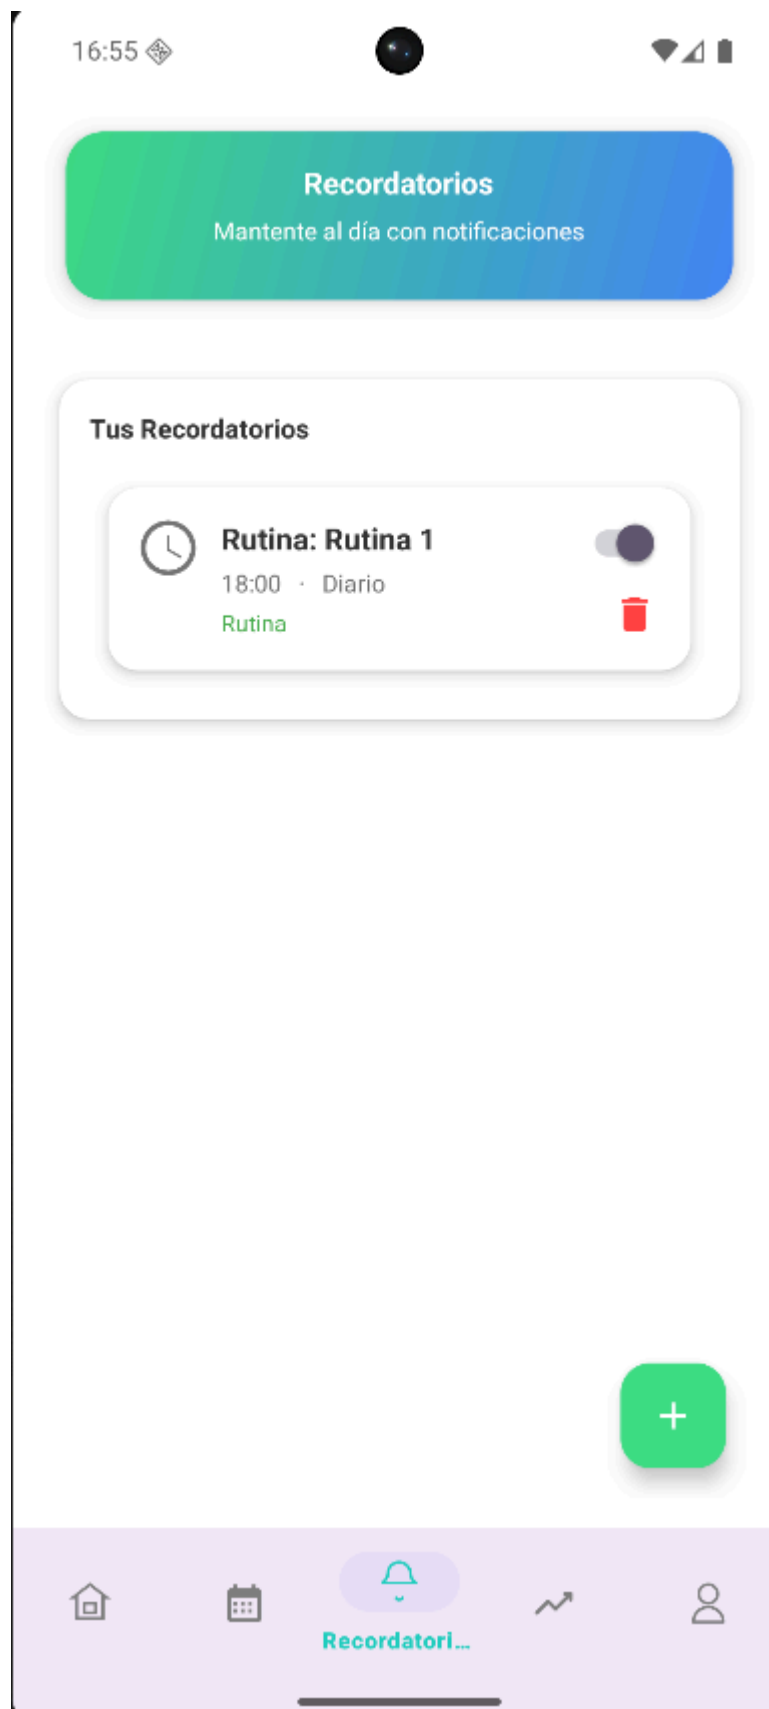 16:55
Recordatorios
Mantente al día con notificaciones
Tus Recordatorios
Rutina: Rutina 1
18:00 · Diario
Rutina
+
Recordatori...